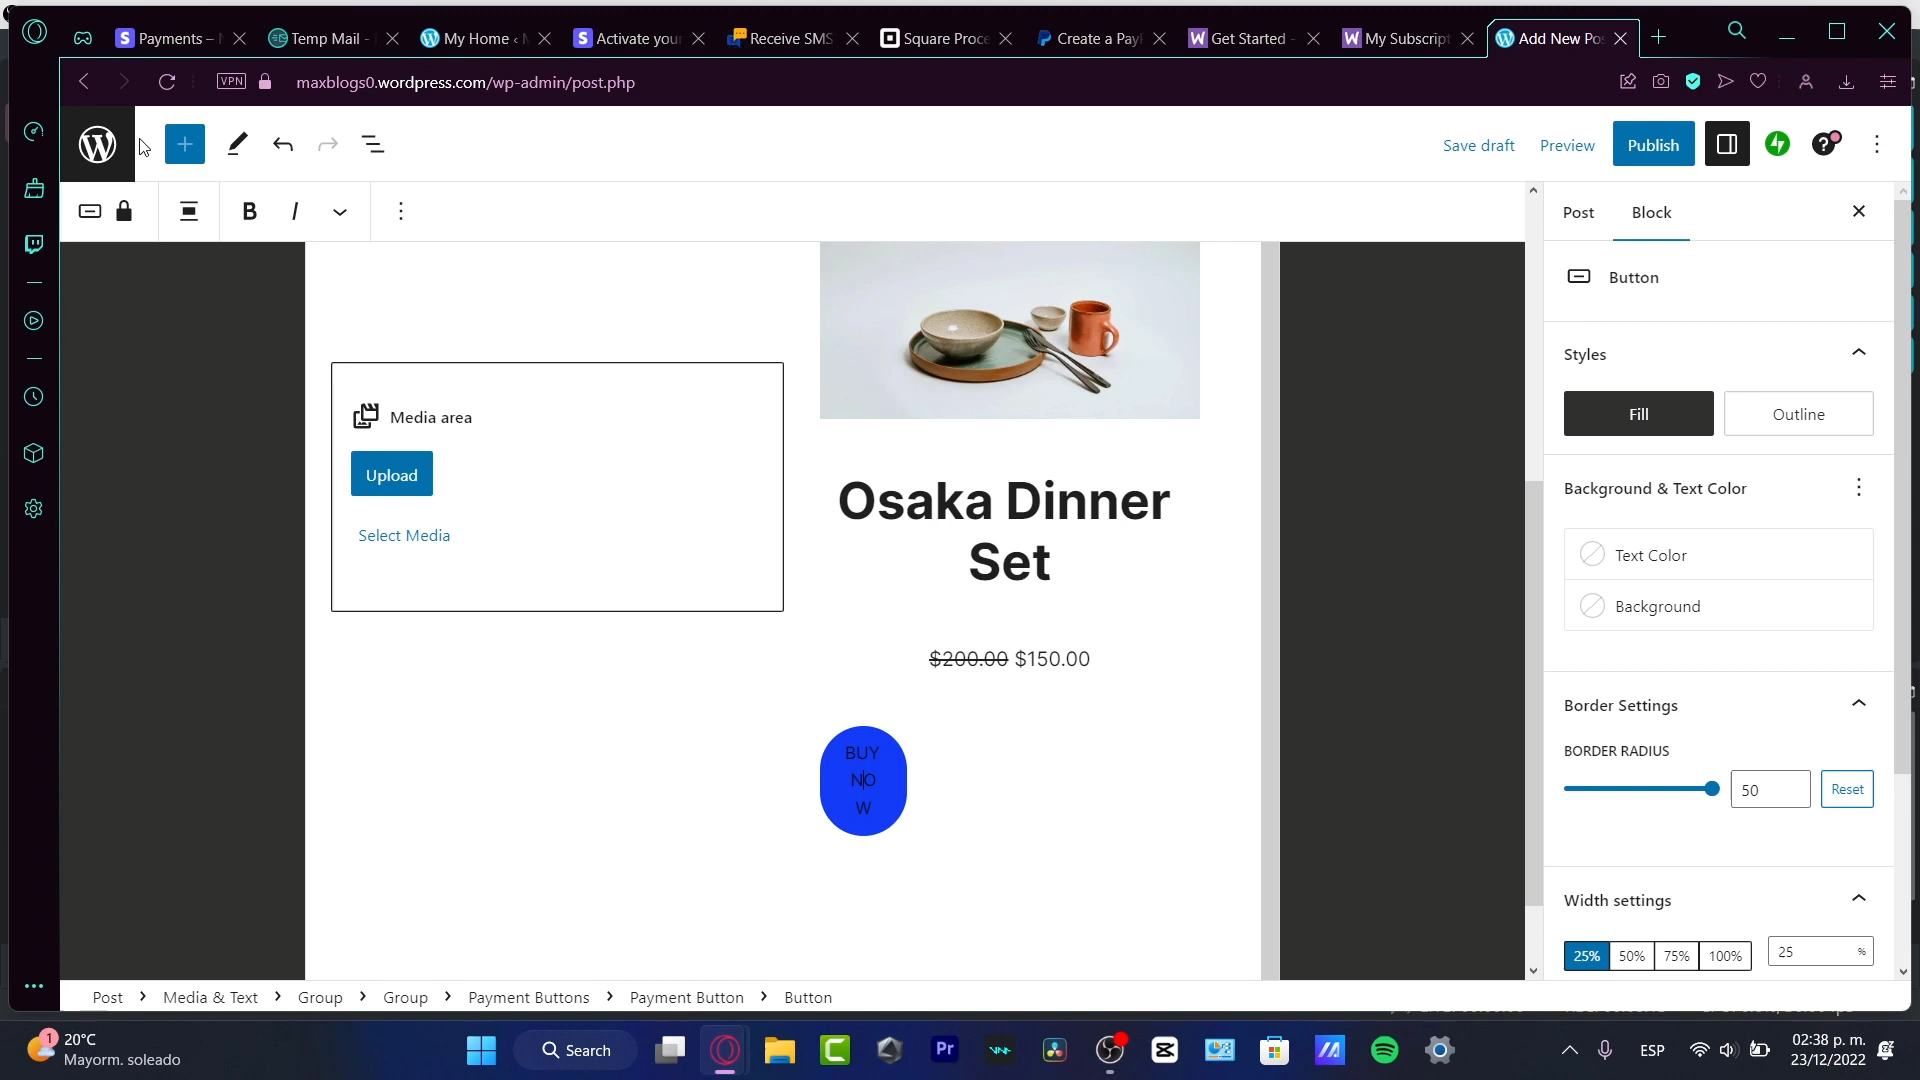 Payments –
Temp Mail -
My Home ‹
Activate your
Receive SMS
Square Proce
Create a Pay
Get Started -
My Subscript
Add New Po
VPN
maxblogs0.wordpress.com/wp-admin/post.php
Save draft
Preview
Publish
B I
Post
Block
Button
Styles
Fill
Outline
Background & Text Color
Text Color
Background
Border Settings
BORDER RADIUS
50
Reset
Width settings
25%
50%
75%
100%
25
%
Media area
Upload
Select Media
Osaka Dinner
Set
$200.00 $150.00
BUY
NO
W
Post
Media & Text
Group
Group
Payment Buttons
Payment Button
Button
1
20°C
Mayorm. soleado
Search
Pr
ESP
02:38 p. m.
23/12/2022